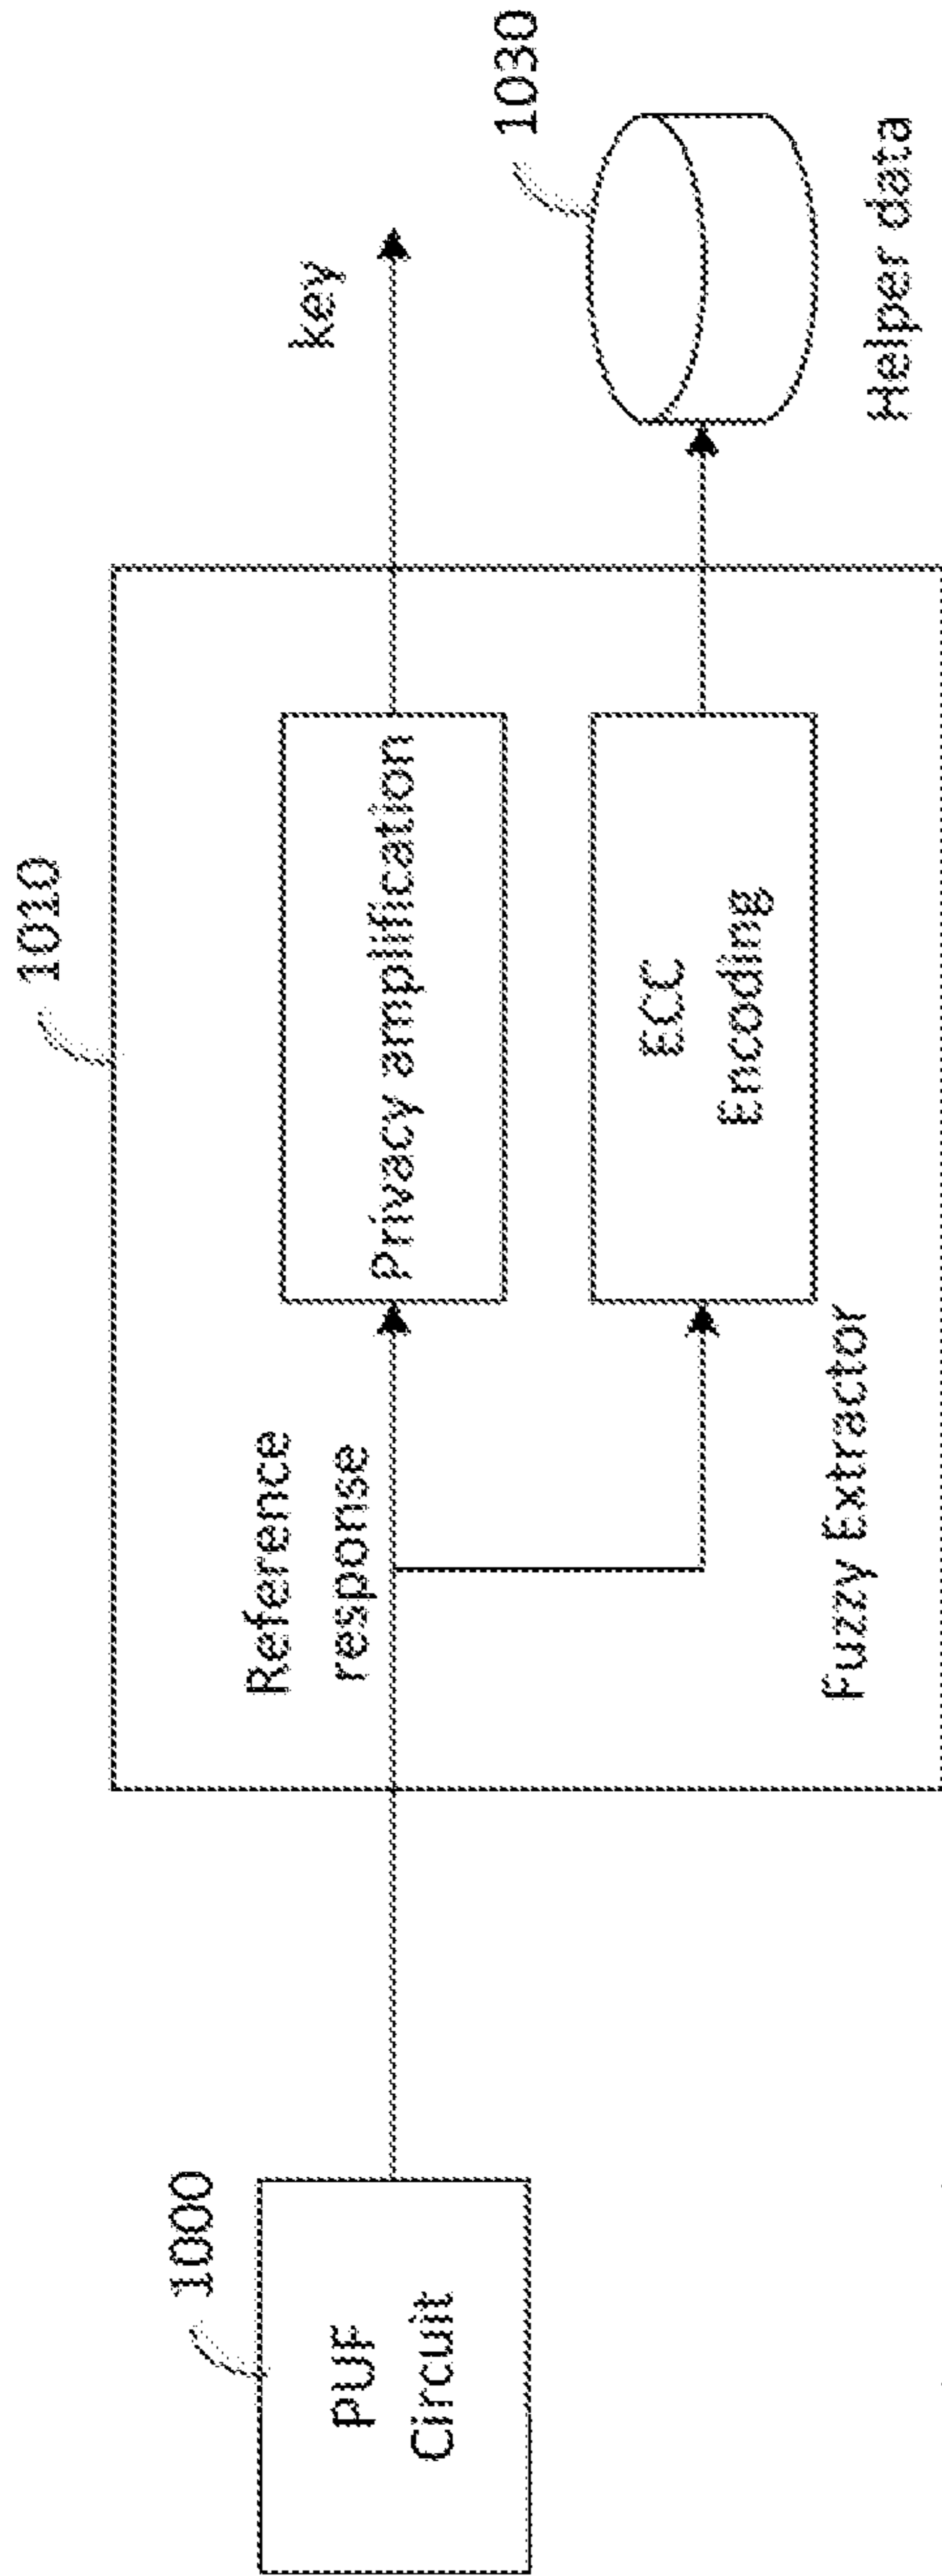 1000
PUF
Circuit
1010
Reference
response
Privacy amplification
ECC
Encoding
Fuzzy Extractor
key
1030
Helper data